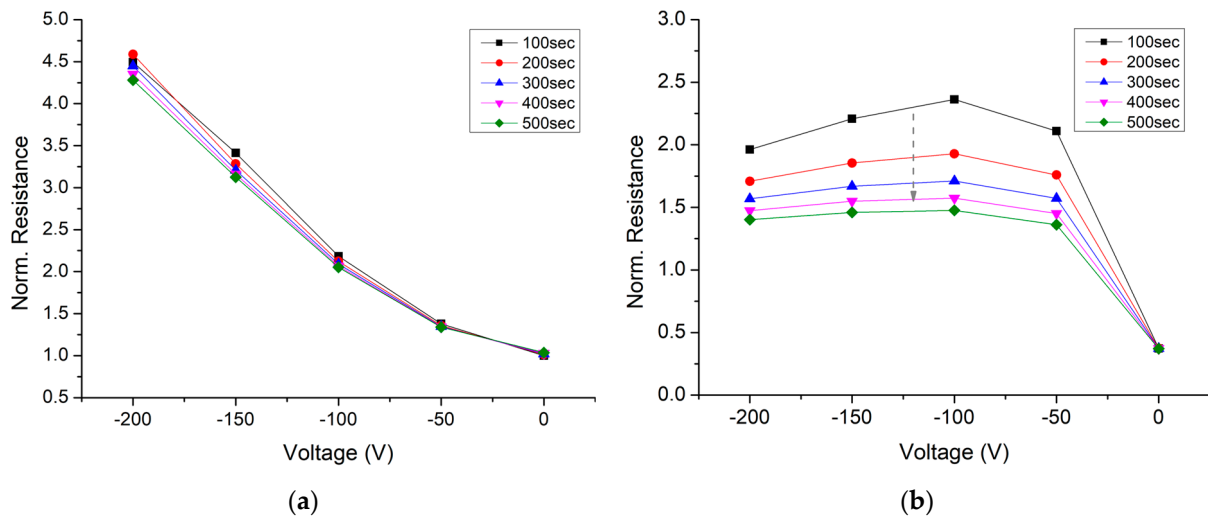 5.0
4.5
4.0
3.5
3.0
2.5
2.0
1.5
1.0
0.5
Norm. Resistance
-200 -150 -100 -50 0
Voltage (V)
100sec
200sec
300sec
400sec
500sec
(a)
3.0
2.5
2.0
1.5
1.0
0.5
0.0
Norm. Resistance
-200 -150 -100 -50 0
Voltage (V)
100sec
200sec
300sec
400sec
500sec
(b)